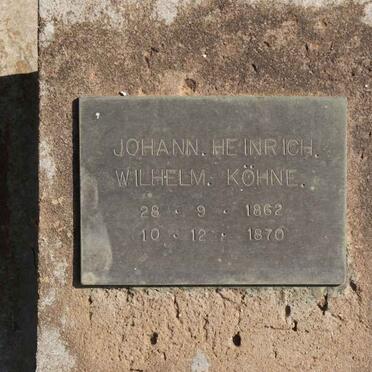 JOHANN. HEINRICH.
WILHELM. KÖHNE.
28 · 9 · 1862
10 · 12 · 1870